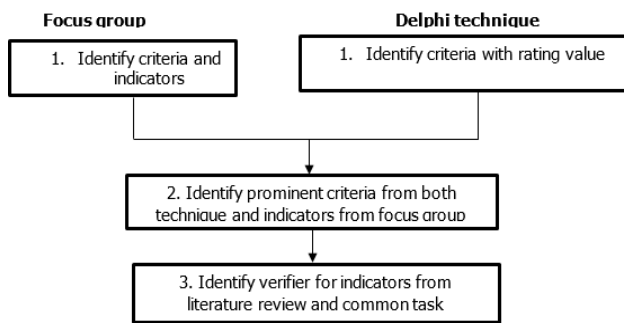 Focus group
Delphi technique
1. Identify criteria and
indicators
1. Identify criteria with rating value
2. Identify prominent criteria from both
technique and indicators from focus group
3. Identify verifier for indicators from
literature review and common task